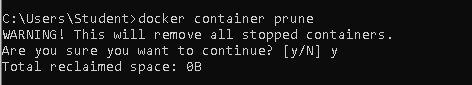 C:\Users\Student>docker container prune
WARNING! This will remove all stopped containers.
Are you sure you want to continue? [y/N] y
Total reclaimed space: 0B